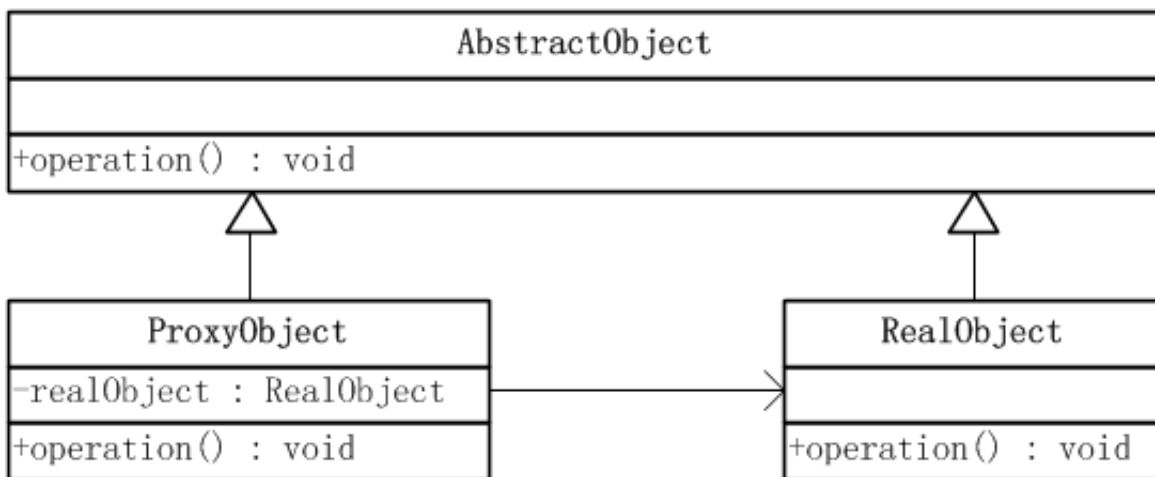 AbstractObject
+operation() : void
ProxyObject
-realObject : RealObject
+operation() : void
RealObject
+operation() : void